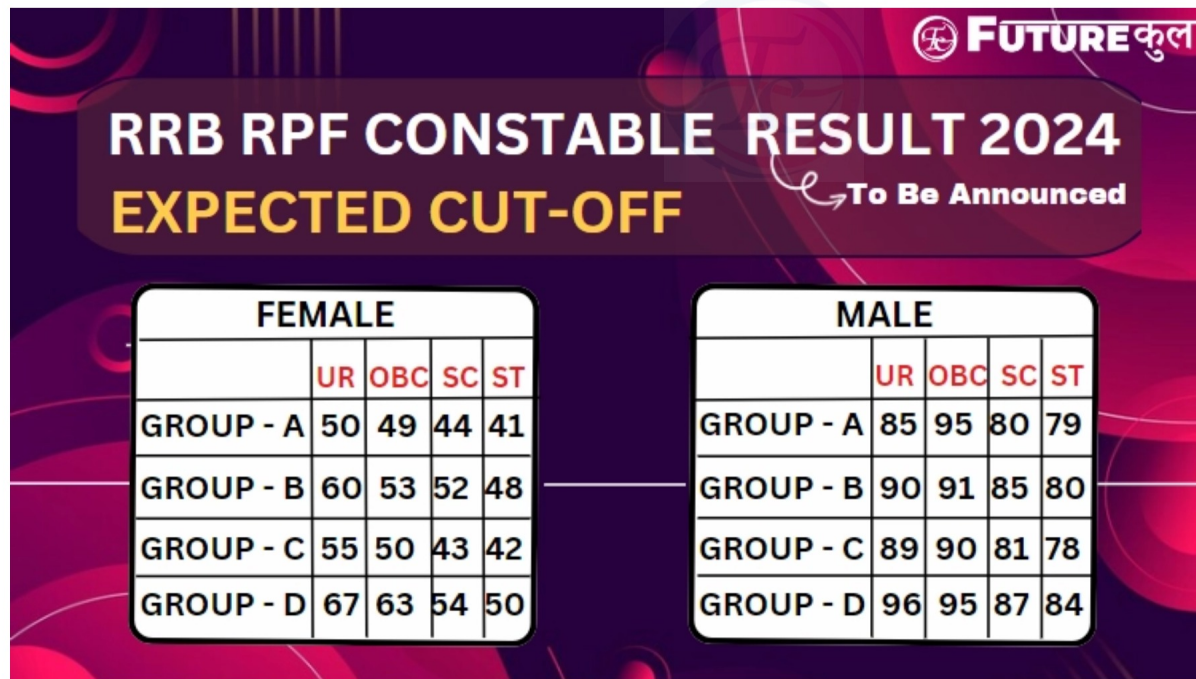 FUTURE कुल
RRB RPF CONSTABLE RESULT 2024
To Be Announced
EXPECTED CUT-OFF
FEMALE
UR OBC SC ST
GROUP - A 50 49 44 41
GROUP - B 60 53 52 48
GROUP - C 55 50 43 42
GROUP - D 67 63 54 50
MALE
UR OBC SC ST
GROUP - A 85 95 80 79
GROUP - B 90 91 85 80
GROUP - C 89 90 81 78
GROUP - D 96 95 87 84